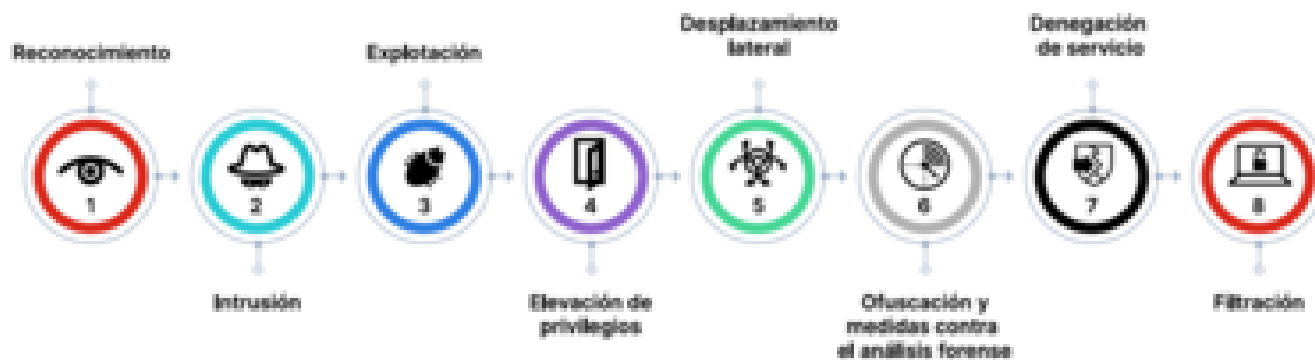 Reconocimiento
1
Intrusión
2
Explotación
3
Elevación de
privilegios
4
Desplazamiento
lateral
5
Ofuscación y
medidas contra
el análisis forense
6
Denegación
de servicio
7
Filtración
8